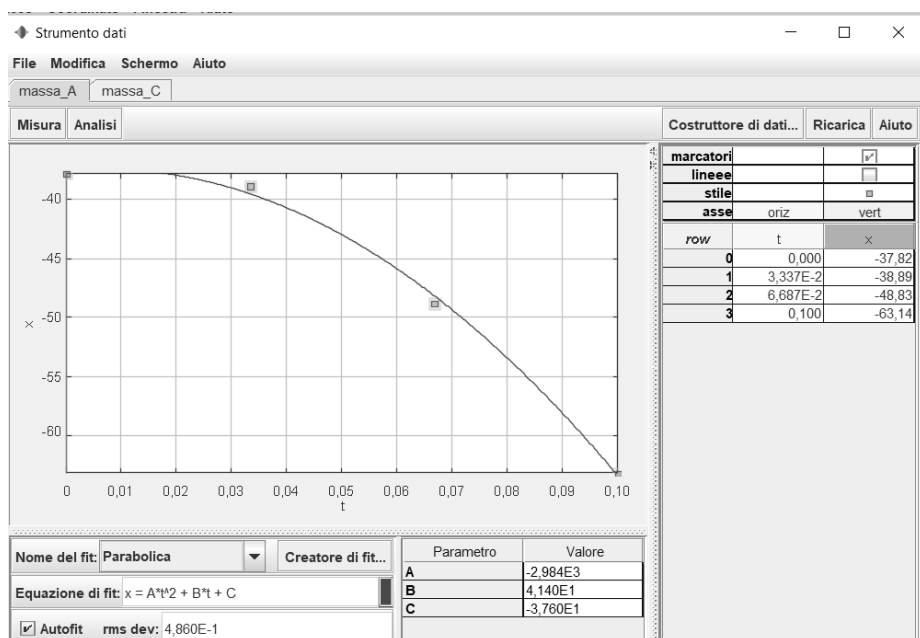 Strumento dati
File Modifica Schermo Aiuto
massa_A massa_C
Misura Analisi Costruttore di dati... Ricarica Aiuto
marcatori
lineee
stile
asse oriz vert
row t x
0 0,000 -37,82
1 3,337E-2 -38,89
2 6,687E-2 -48,83
3 0,100 -63,14
-40
-45
-50
-55
-60
x
0 0,01 0,02 0,03 0,04 0,05 0,06 0,07 0,08 0,09 0,10
t
Nome del fit: Parabolica Creatore di fit...
Equazione di fit: x = A*t^2 + B*t + C
Autofit rms dev: 4,860E-1
Parametro Valore
A -2,984E3
B 4,140E1
C -3,760E1